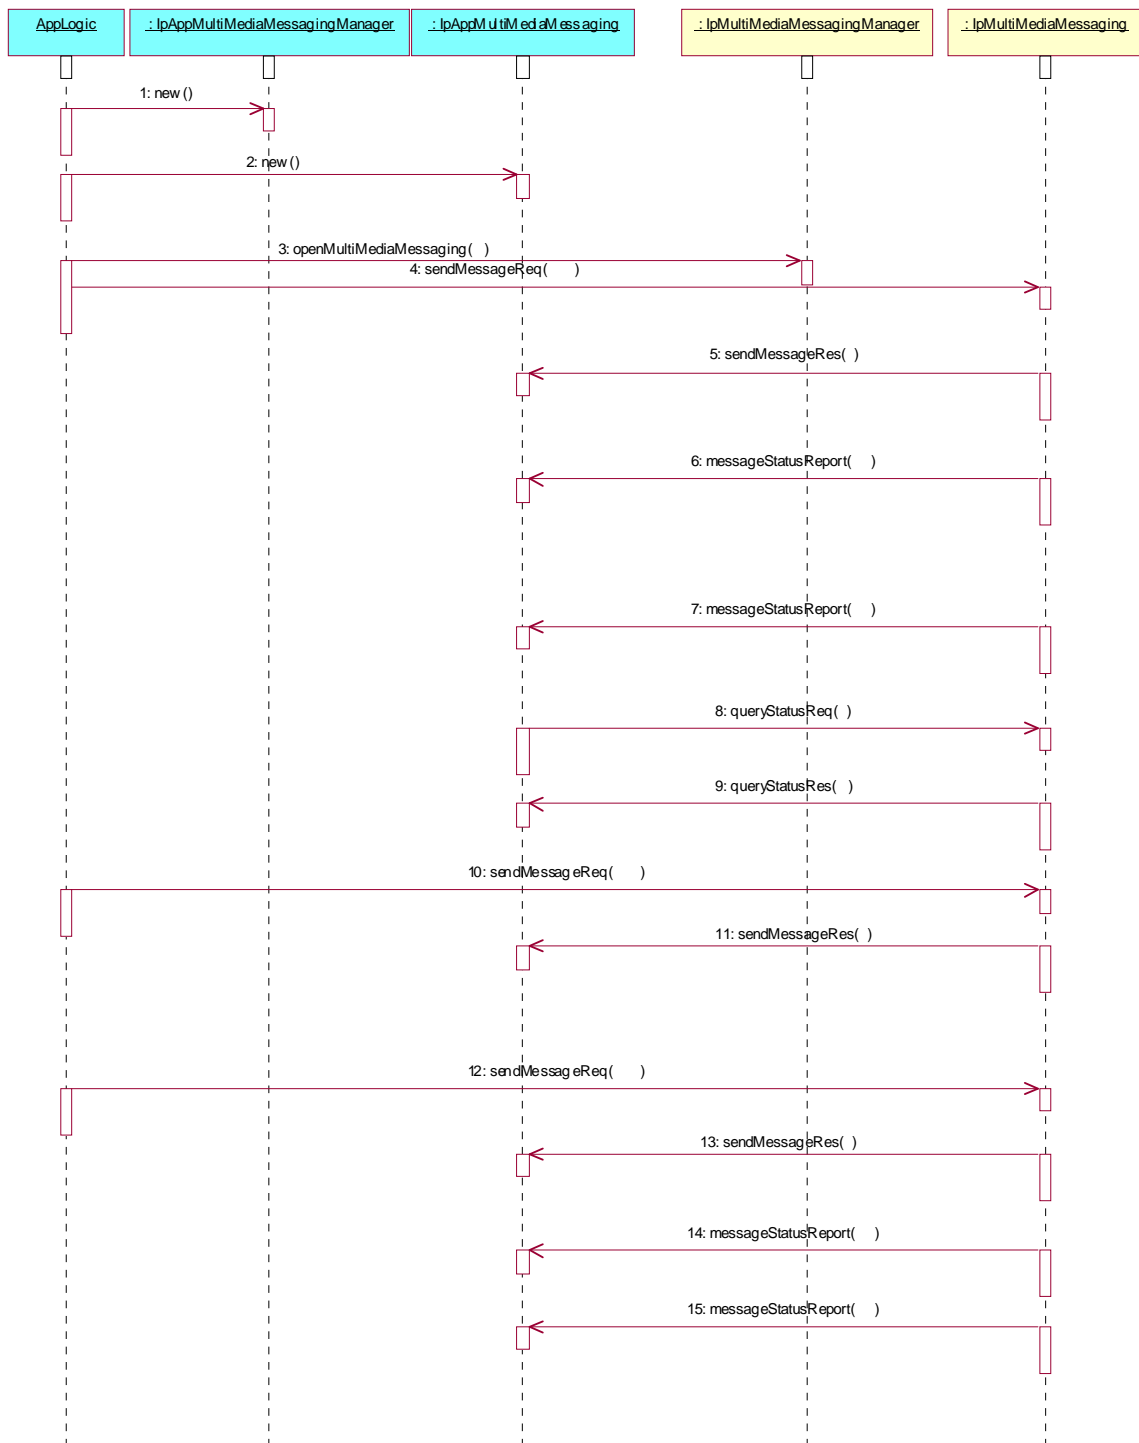 AppLogic
: IpAppMultiMediaMessagingManager
: IpAppMultiMediaMessaging
: IpMultiMediaMessagingManager
: IpMultiMediaMessaging
1: new()
2: new()
3: openMultiMediaMessaging( )
4: sendMessageReq( )
5: sendMessageRes( )
6: messageStatusReport( )
7: messageStatusReport( )
8: queryStatusReq( )
9: queryStatusRes( )
10: sendMessageReq( )
11: sendMessageRes( )
12: sendMessageReq( )
13: sendMessageRes( )
14: messageStatusReport( )
15: messageStatusReport( )